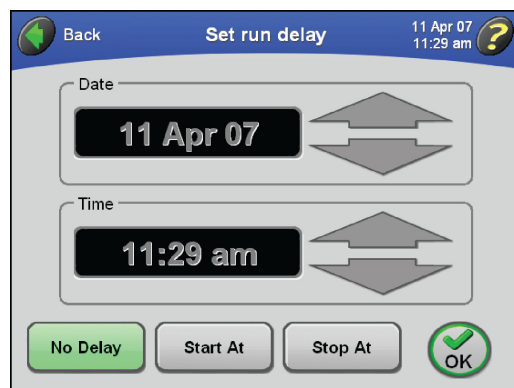 Back
Set run delay
11 Apr 07
11:29 am
?
Date
11 Apr 07
Time
11:29 am
No Delay
Start At
Stop At
OK